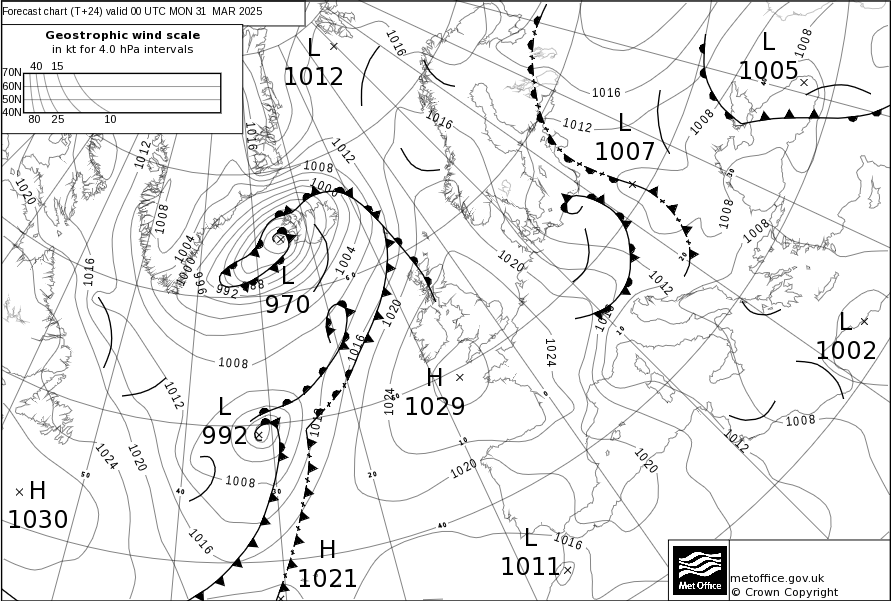 Forecast chart (T+24) valid 00 UTC MON 31 MAR 2025
Geostrophic wind scale
in kt for 4.0 hPa intervals
40 15
70N
60N
50N
40N
80 25 10
L
1012
L
1005
L
1007
L
970
L
1002
H
1029
L
992
H
1030
H
1021
L
1011
1016
1008
1016
1012
1008
1016
1016
1012
1012
1008
1020
1008
1008
1008
1004
1004
1000
996
992
1016
1020
1012
1020
1016
1024
1008
1012
1024
1008
1012
1024
1020
1020
1020
1008
1016
1016
metoffice.gov.uk
© Crown Copyright
Met Office